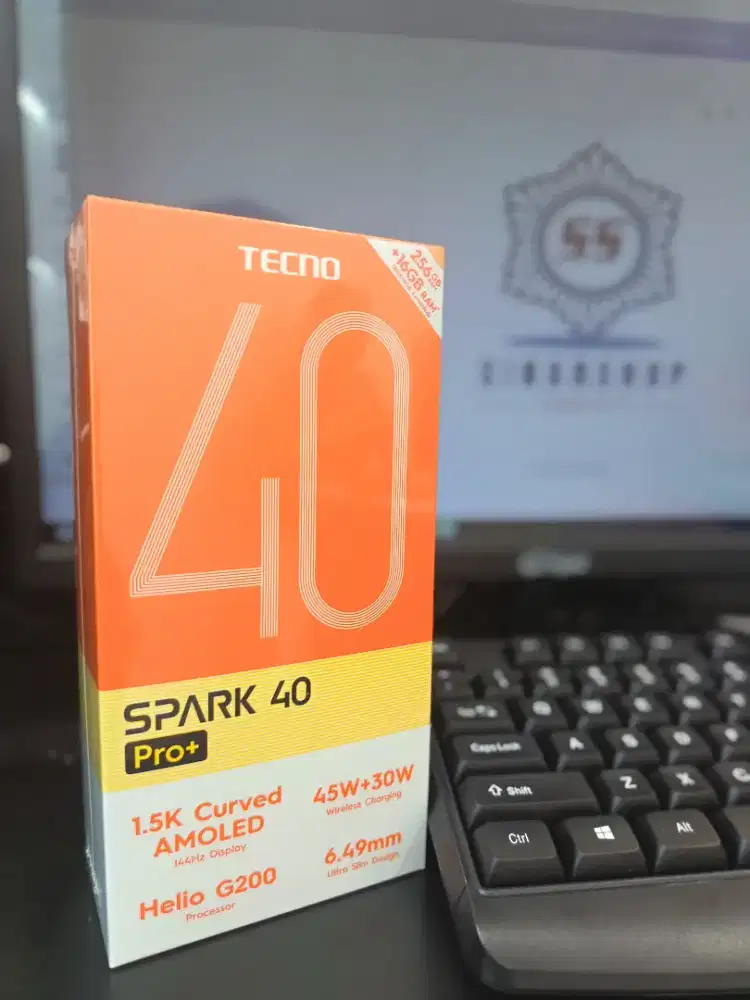 TECNO
256GB
+16GB RAM*
40
SPARK 40
Pro+
1.5K Curved
AMOLED
144Hz Display
45W+30W
Wireless Charging
Helio G200
Processor
6.49mm
Ultra Slim Design
Caps Lock
A
Shift
Z
X
C
Ctrl
Alt